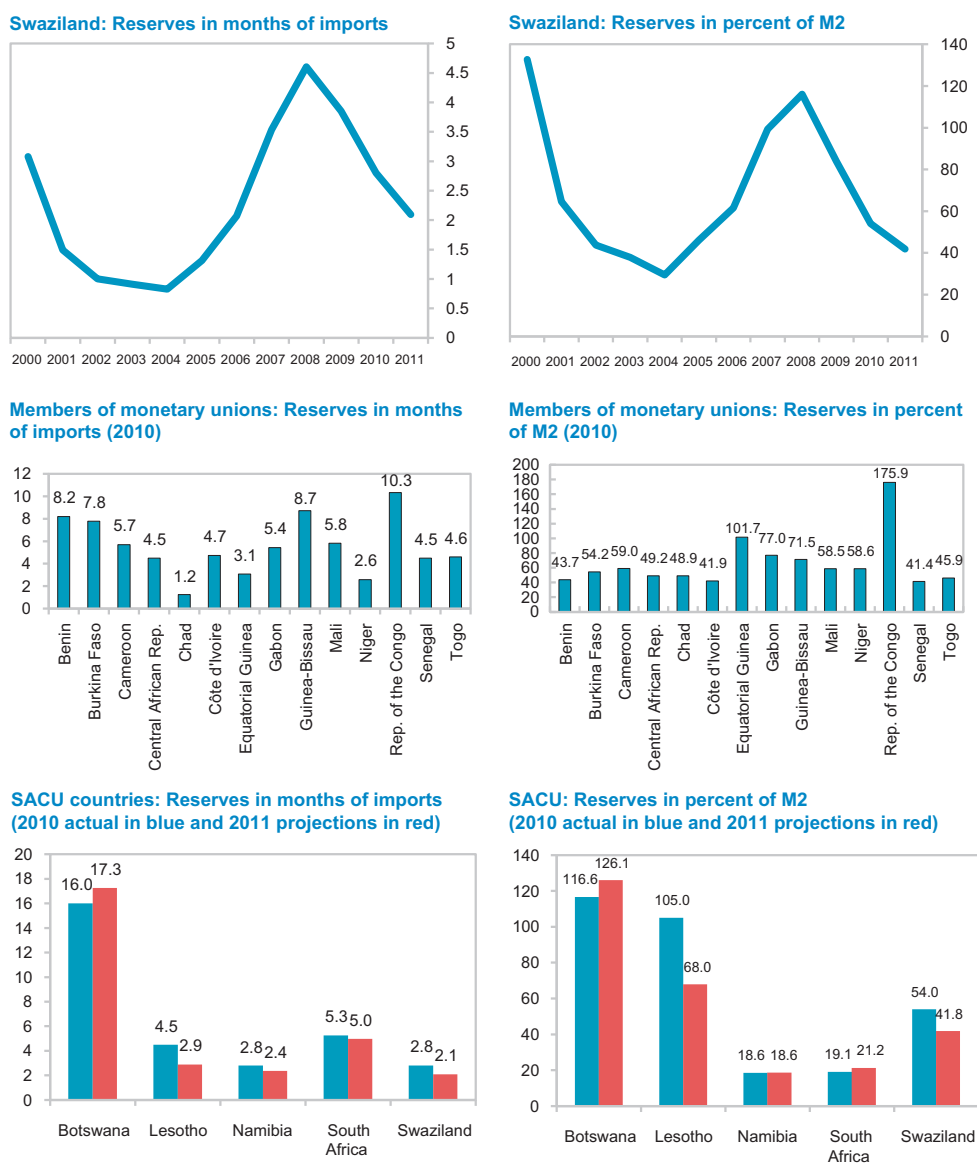 Swaziland: Reserves in months of imports
5
4.5
4
3.5
3
2.5
2
1.5
1
0.5
0
2000 2001 2002 2003 2004 2005 2006 2007 2008 2009 2010 2011
Swaziland: Reserves in percent of M2
140
120
100
80
60
40
20
0
2000 2001 2002 2003 2004 2005 2006 2007 2008 2009 2010 2011
Members of monetary unions: Reserves in months
of imports (2010)
12
10
8
6
4
2
0
8.2 7.8 5.7 4.5 1.2 4.7 3.1 5.4 8.7 5.8 2.6 10.3 4.5 4.6
Benin
Burkina Faso
Cameroon
Central African Rep.
Chad
Côte d'Ivoire
Equatorial Guinea
Gabon
Guinea-Bissau
Mali
Niger
Rep. of the Congo
Senegal
Togo
Members of monetary unions: Reserves in percent
of M2 (2010)
200
180
160
140
120
100
80
60
40
20
0
43.7 54.2 59.0 49.2 48.9 41.9 101.7 77.0 71.5 58.5 58.6 175.9 41.4 45.9
Benin
Burkina Faso
Cameroon
Central African Rep.
Chad
Côte d'Ivoire
Equatorial Guinea
Gabon
Guinea-Bissau
Mali
Niger
Rep. of the Congo
Senegal
Togo
SACU countries: Reserves in months of imports
(2010 actual in blue and 2011 projections in red)
20
18
16
14
12
10
8
6
4
2
0
16.0 17.3 4.5 2.9 2.8 2.4 5.3 5.0 2.8 2.1
Botswana Lesotho Namibia South Swaziland
Africa
SACU: Reserves in percent of M2
(2010 actual in blue and 2011 projections in red)
140
120
100
80
60
40
20
0
116.6 126.1 105.0 68.0 18.6 18.6 19.1 21.2 54.0 41.8
Botswana Lesotho Namibia South Swaziland
Africa